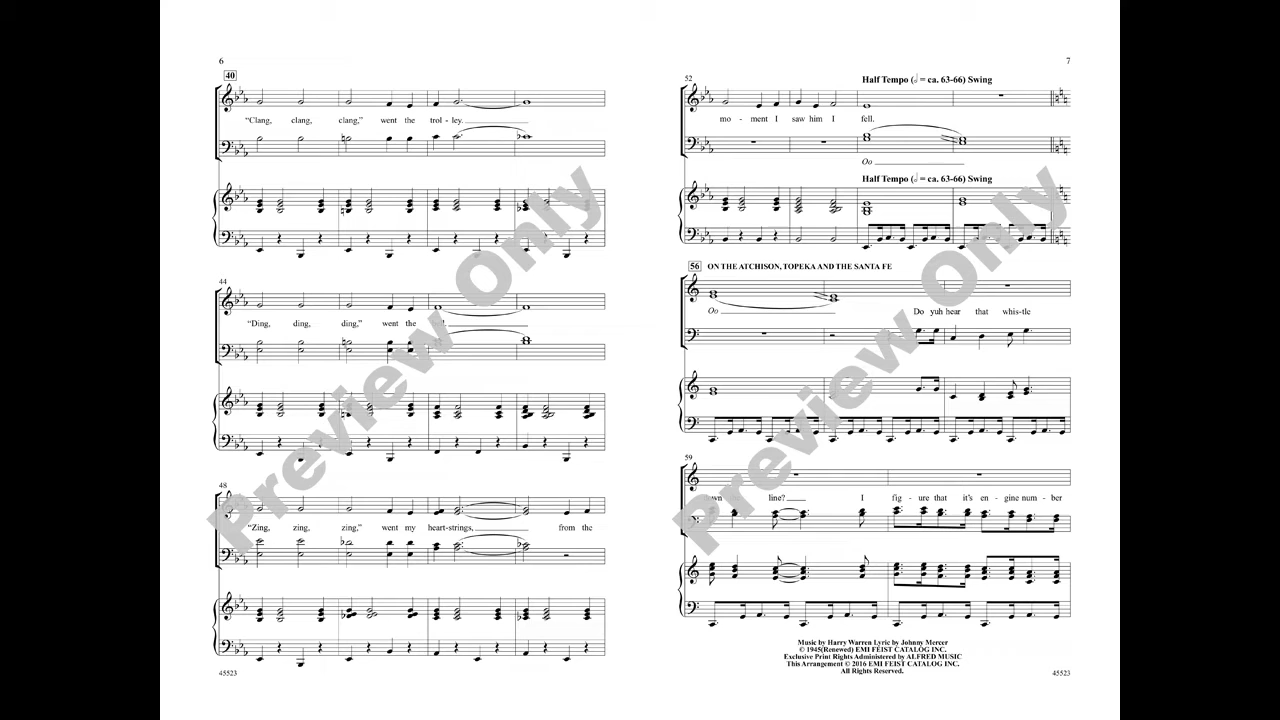 6
40
"Clang, clang, clang," went the trol - ley.
44
"Ding, ding, ding," went the
48
"Zing, zing, zing," went my heart-strings, from the
45523
Preview Only
7
52
Half Tempo (𝅗𝅥 = ca. 63-66) Swing
mo - ment I saw him I fell.
Oo
Half Tempo (𝅗𝅥 = ca. 63-66) Swing
56 ON THE ATCHISON, TOPEKA AND THE SANTA FE
Oo Do yuh hear that whis-tle
59
line? I fig - ure that it's en - gine num - ber
Music by Harry Warren Lyric by Johnny Mercer
© 1945(Renewed) EMI FEIST CATALOG INC.
Exclusive Print Rights Administered by ALFRED MUSIC
This Arrangement © 2016 EMI FEIST CATALOG INC.
All Rights Reserved.
45523
Preview Only